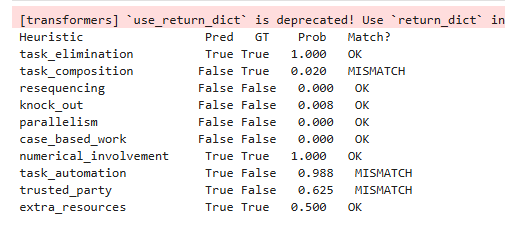 [transformers] `use_return_dict` is deprecated! Use `return_dict` in
Heuristic Pred GT Prob Match?
task_elimination True True 1.000 OK
task_composition False True 0.020 MISMATCH
resequencing False False 0.000 OK
knock_out False False 0.008 OK
parallelism False False 0.000 OK
case_based_work False False 0.000 OK
numerical_involvement True True 1.000 OK
task_automation True False 0.988 MISMATCH
trusted_party True False 0.625 MISMATCH
extra_resources True True 0.500 OK